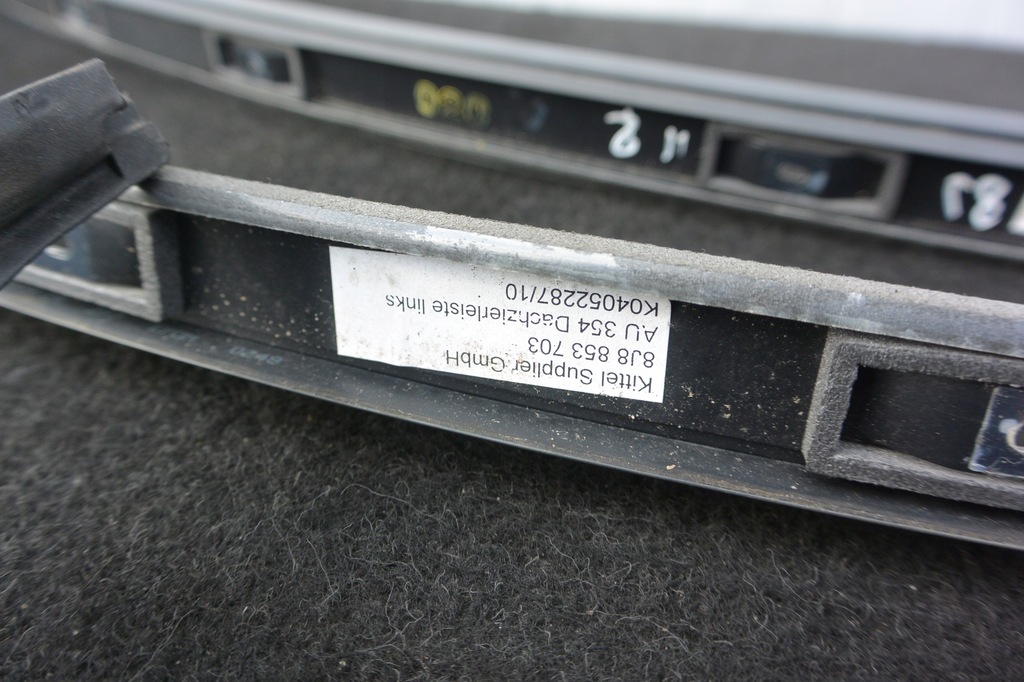 Kittel Supplier GmbH
8J8 853 703
AU 354 Dachzierleiste links
K04052287/10